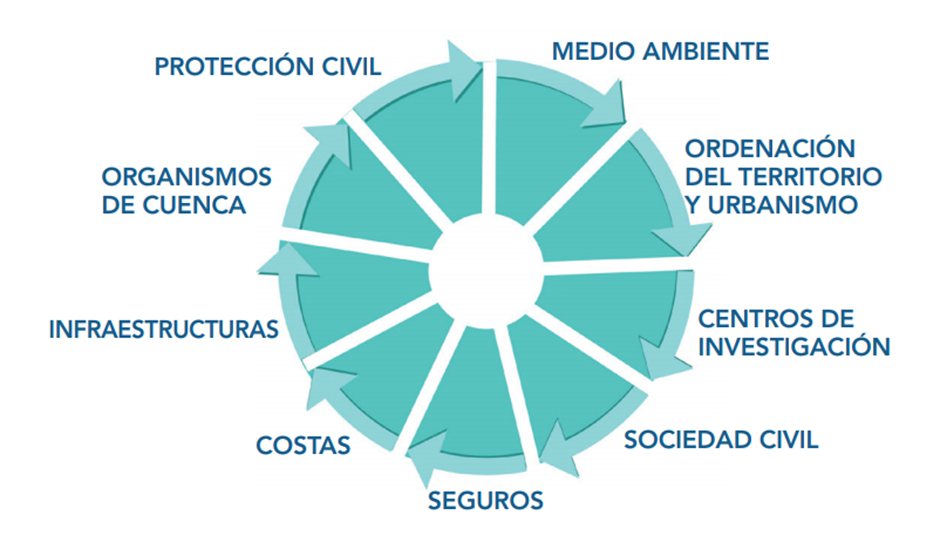 PROTECCIÓN CIVIL
MEDIO AMBIENTE
ORDENACIÓN
DEL TERRITORIO
Y URBANISMO
CENTROS DE
INVESTIGACIÓN
SOCIEDAD CIVIL
SEGUROS
COSTAS
INFRAESTRUCTURAS
ORGANISMOS
DE CUENCA